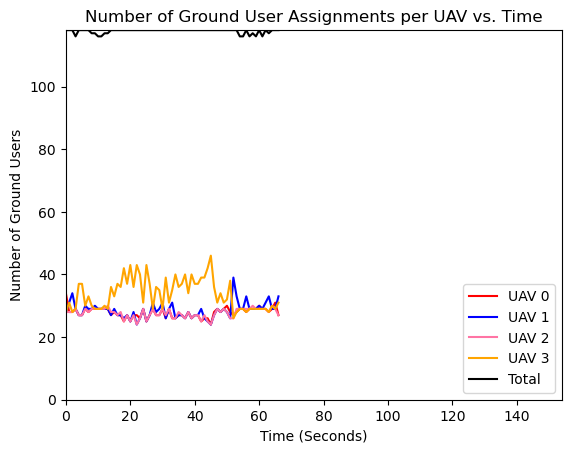 Number of Ground User Assignments per UAV vs. Time
Number of Ground Users
100
80
60
40
20
0
0 20 40 60 80 100 120 140
Time (Seconds)
UAV 0
UAV 1
UAV 2
UAV 3
Total